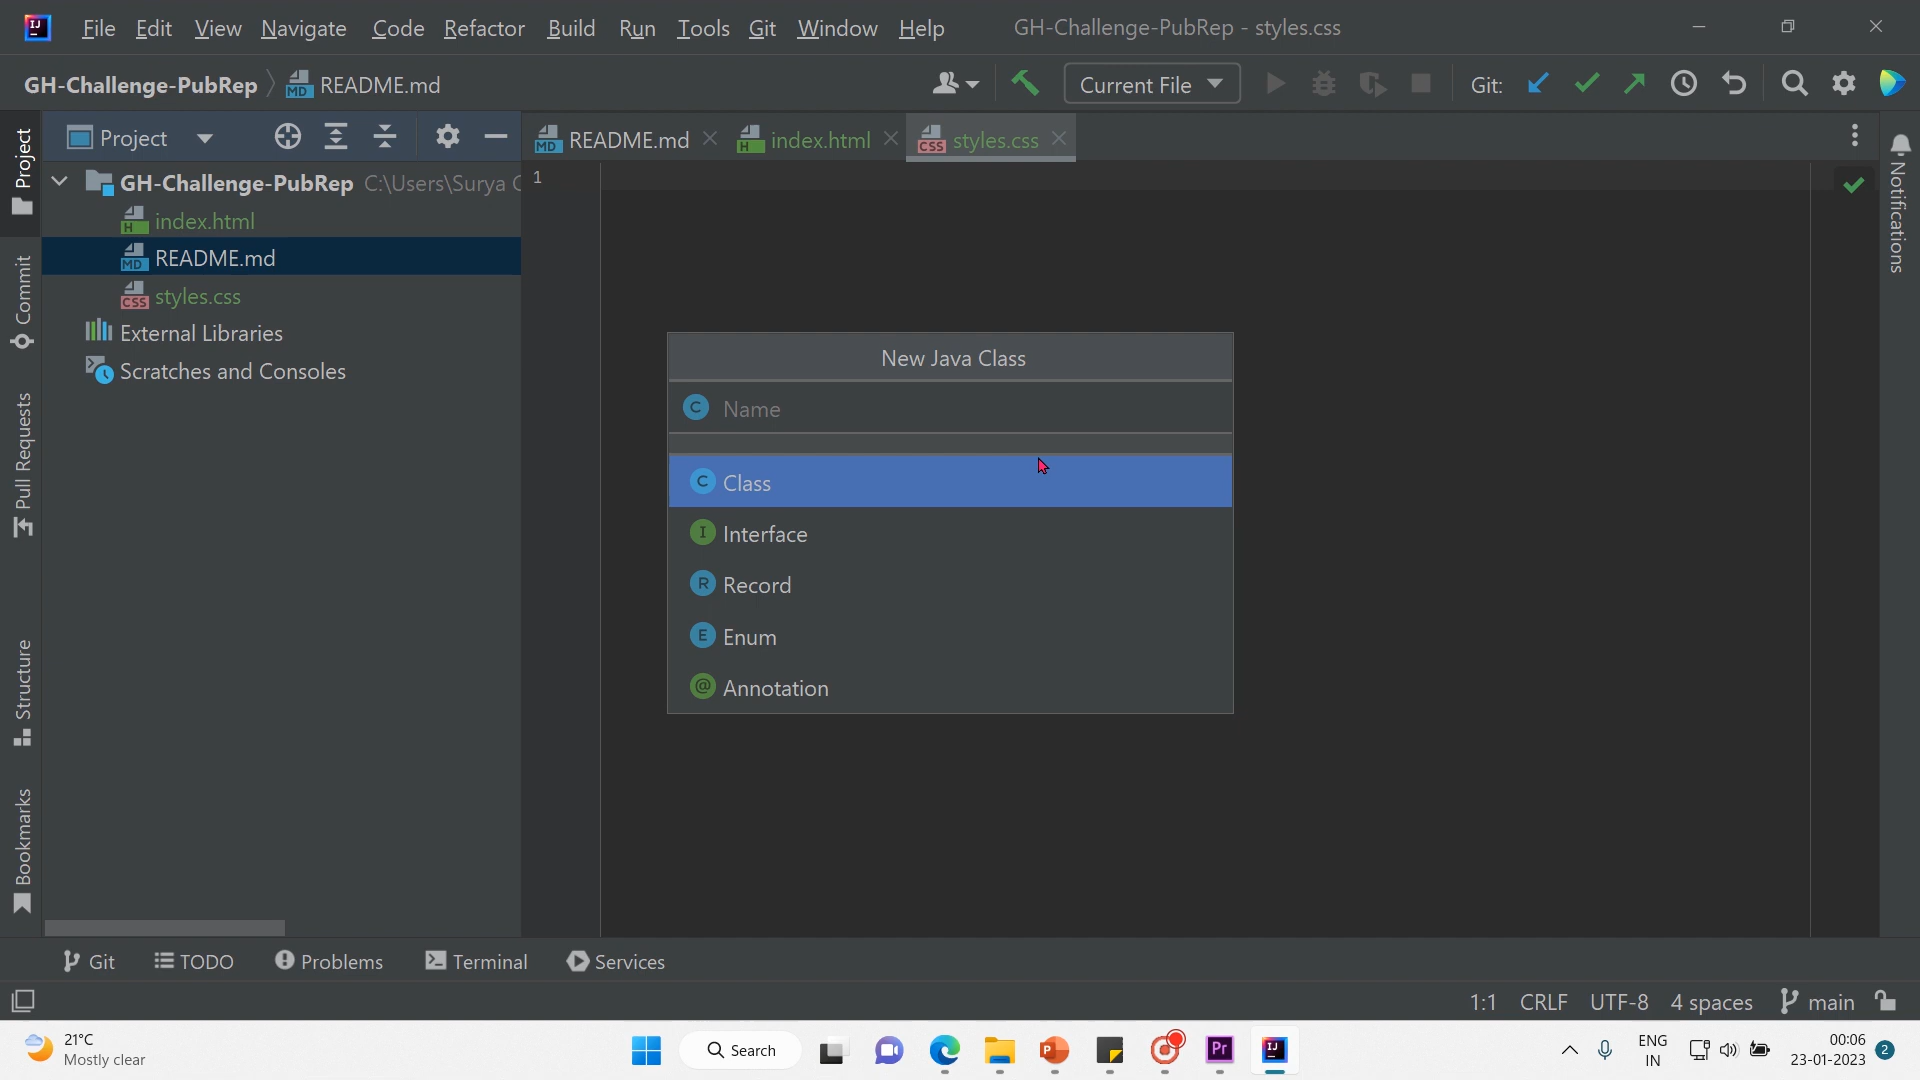 File Edit View Navigate Code Refactor Build Run Tools Git Window Help GH-Challenge-PubRep - styles.css
GH-Challenge-PubRep README.md Current File Git:
Project README.md index.html styles.css
GH-Challenge-PubRep C:\Users\Surya 1
index.html
README.md
styles.css
External Libraries
Scratches and Consoles
New Java Class
Name
Class
Interface
Record
Enum
Annotation
Project
Commit
Pull Requests
Structure
Bookmarks
Notifications
Git TODO Problems Terminal Services
1:1 CRLF UTF-8 4 spaces main
21°C
Mostly clear
Search
ENG
IN
00:06
23-01-2023
2